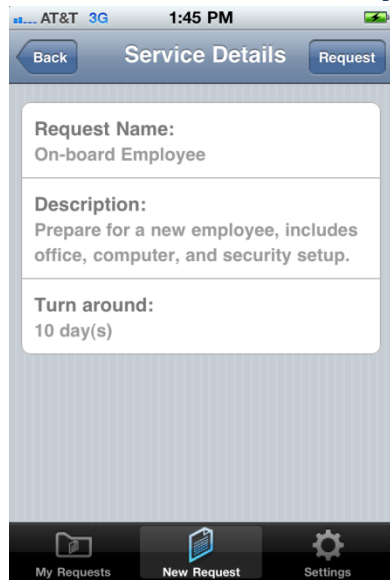 AT&T 3G 1:45 PM
Back Service Details Request
Request Name:
On-board Employee
Description:
Prepare for a new employee, includes
office, computer, and security setup.
Turn around:
10 day(s)
My Requests New Request Settings